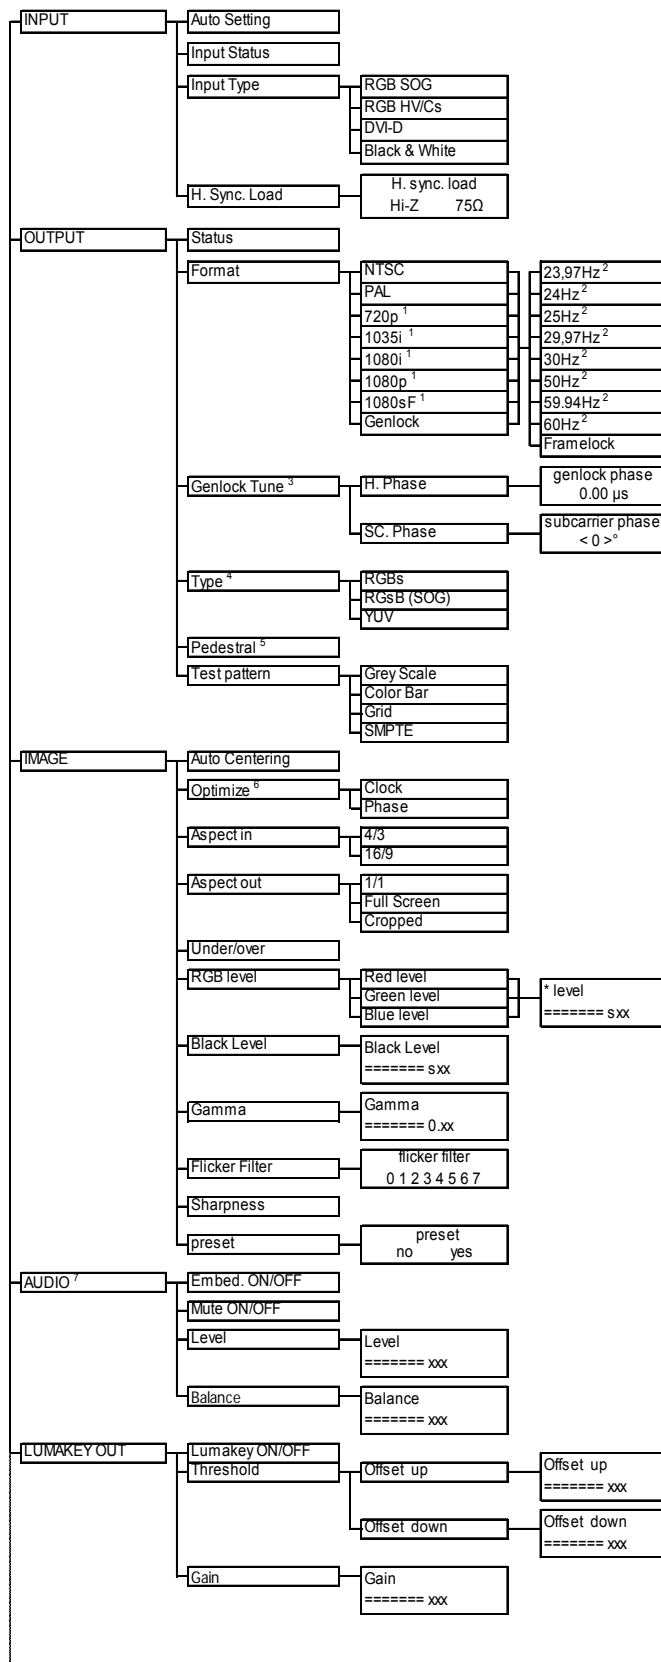 INPUT
Auto Setting
Input Status
Input Type
RGB SOG
RGB HV/Cs
DVI-D
Black & White
H. Sync. Load
H. sync. load
Hi-Z 75Ω
OUTPUT
Status
Format
NTSC
PAL
720p 1
1035i 1
1080i 1
1080p 1
1080sF 1
Genlock
23,97Hz 2
24Hz 2
25Hz 2
29,97Hz 2
30Hz 2
50Hz 2
59.94Hz 2
60Hz 2
Framelock
Genlock Tune 3
H. Phase
genlock phase
0.00 µs
SC. Phase
subcarrier phase
< 0 >°
Type 4
RGBs
RGsB (SOG)
YUV
Pedestral 5
Test pattern
Grey Scale
Color Bar
Grid
SMPTE
IMAGE
Auto Centering
Optimize 6
Clock
Phase
Aspect in
4/3
16/9
Aspect out
1/1
Full Screen
Cropped
Under/over
RGB level
Red level
Green level
Blue level
* level
======= sxx
Black Level
Black Level
======= sxx
Gamma
Gamma
======= 0.xx
Flicker Filter
flicker filter
0 1 2 3 4 5 6 7
Sharpness
preset
preset
no yes
AUDIO 7
Embed. ON/OFF
Mute ON/OFF
Level
Level
======= xxx
Balance
Balance
======= xxx
LUMAKEY OUT
Lumakey ON/OFF
Threshold
Offset up
Offset up
======= xxx
Offset down
Offset down
======= xxx
Gain
Gain
======= xxx